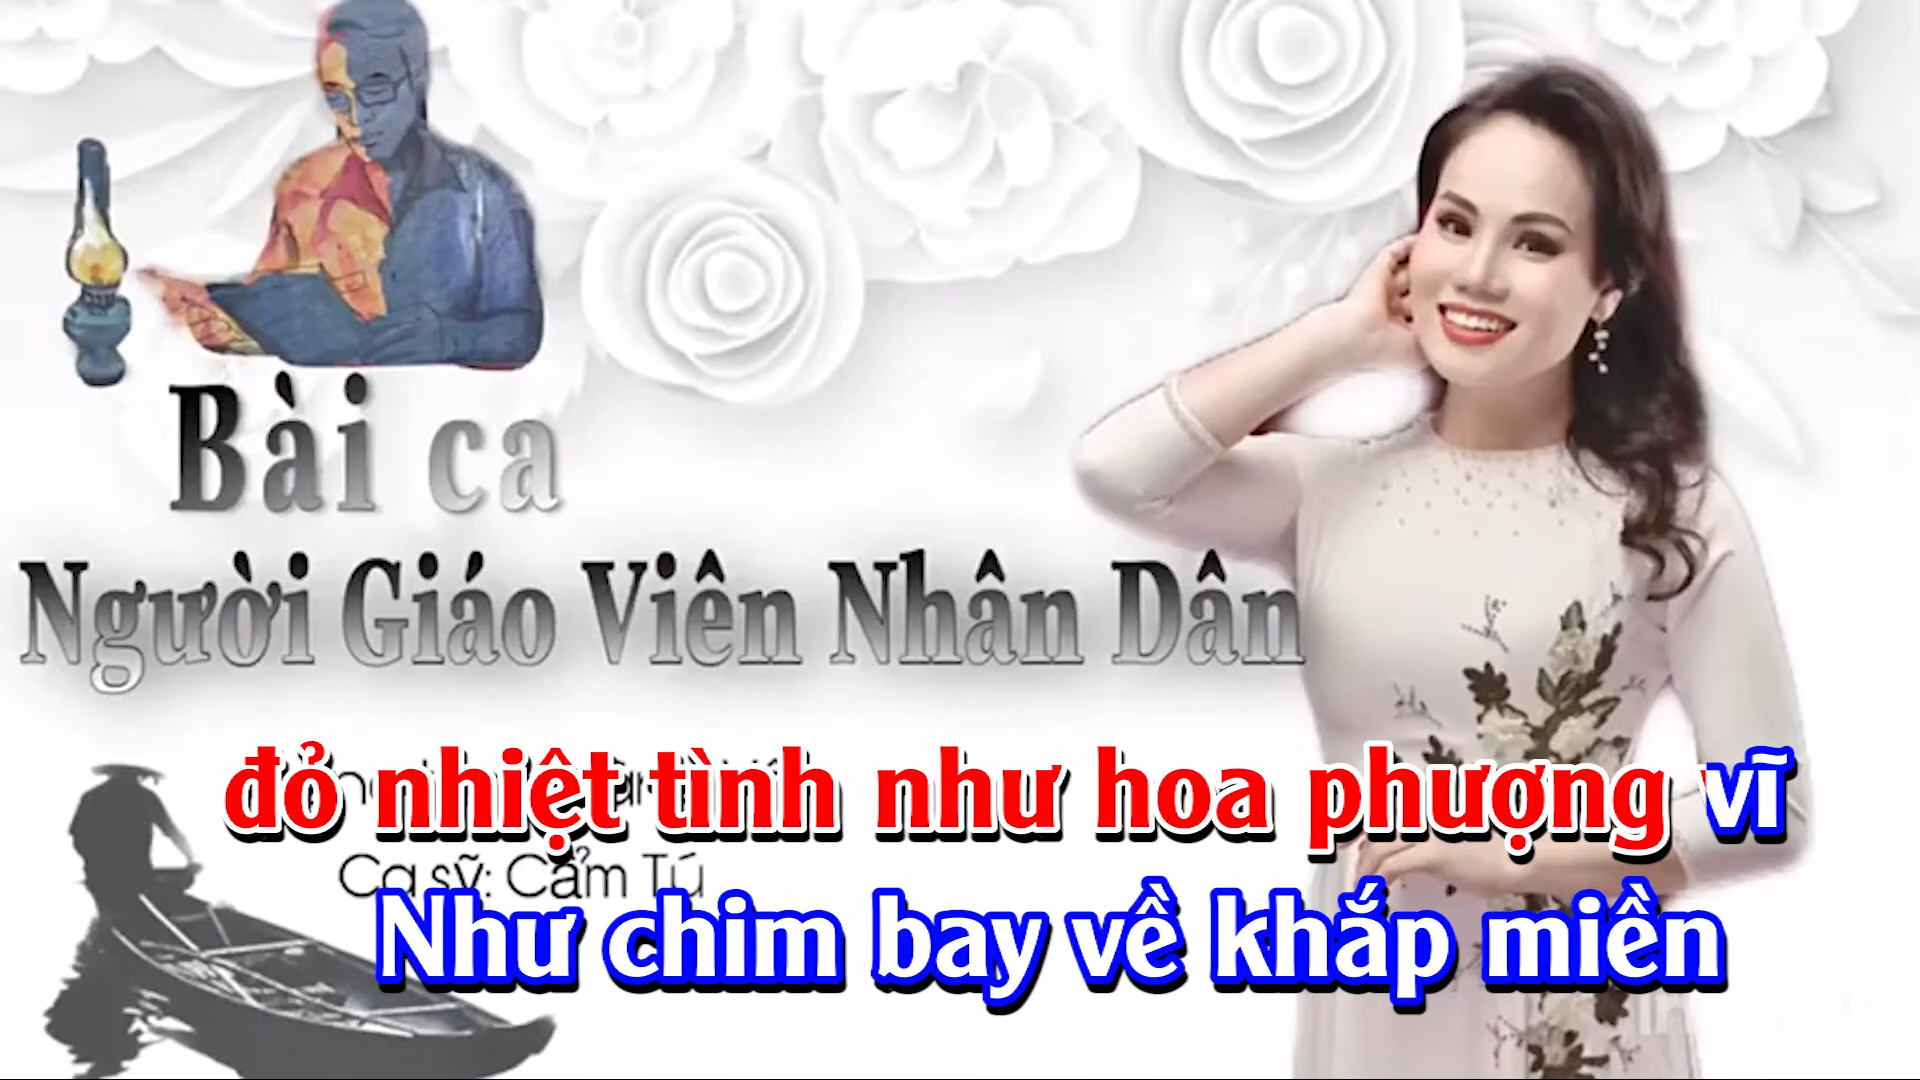 Bài ca
Người Giáo Viên Nhân Dân
đỏ nhiệt tình như hoa phượng vĩ
Ca sỹ: Cẩm Tú
Như chim bay về khắp miền